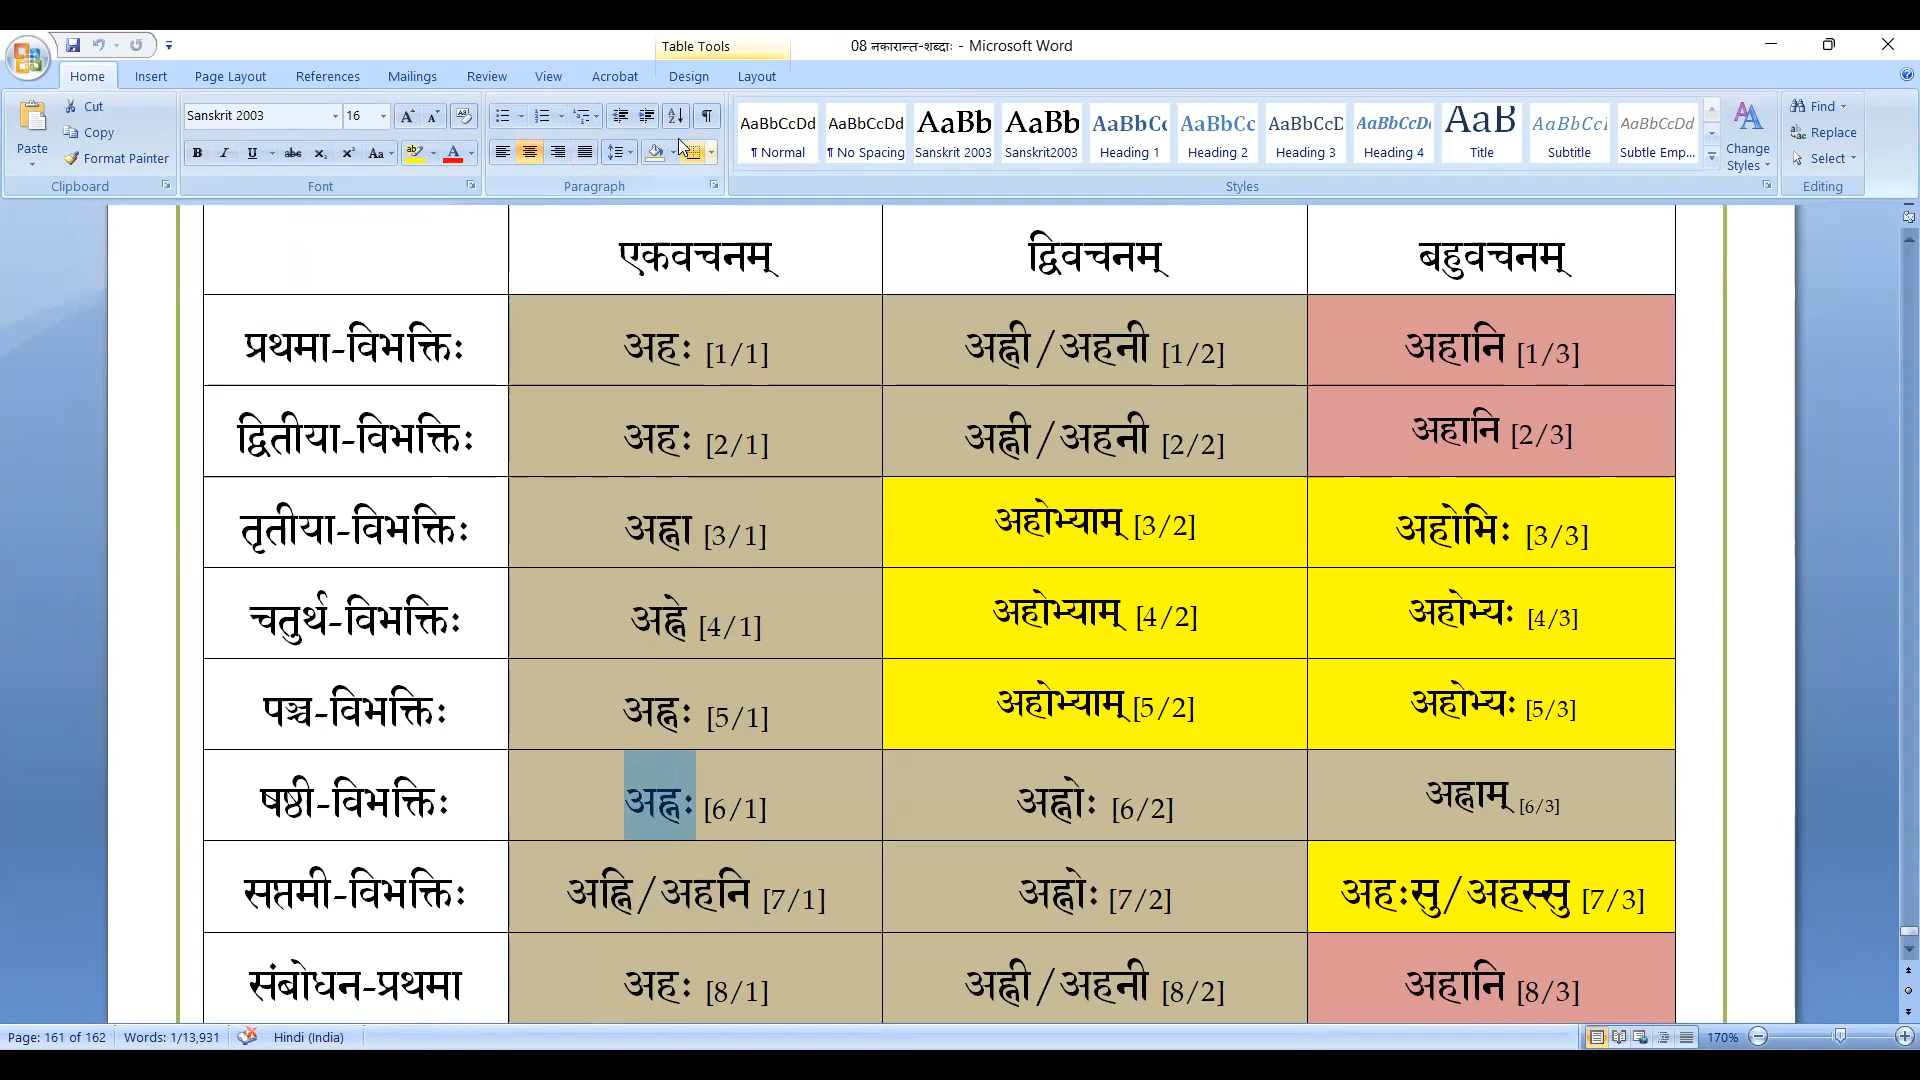 Table Tools
08 नकारान्त-शब्दाः - Microsoft Word
Home Insert Page Layout References Mailings Review View Acrobat Design Layout
Paste
Cut
Copy
Format Painter
Clipboard
Sanskrit 2003 16
Font
Paragraph
AaBbCcDd AaBbCcDd AaBb AaBb AaBbCc AaBbCc AaBbCcD AaBbCcDc AaB AaBbCcl AaBbCcDd
¶ Normal ¶ No Spacing Sanskrit 2003 Sanskrit2003 Heading 1 Heading 2 Heading 3 Heading 4 Title Subtitle Subtle Emp...
Styles
Change Styles
Find
Replace
Select
Editing
एकवचनम् द्विवचनम् बहुवचनम्
प्रथमा-विभक्तिः अहः [1/1] अह्नी/अहनी [1/2] अहानि [1/3]
द्वितीया-विभक्तिः अहः [2/1] अह्नी/अहनी [2/2] अहानि [2/3]
तृतीया-विभक्तिः अह्ना [3/1] अहोभ्याम् [3/2] अहोभिः [3/3]
चतुर्थ-विभक्तिः अह्ने [4/1] अहोभ्याम् [4/2] अहोभ्यः [4/3]
पञ्च-विभक्तिः अह्नः [5/1] अहोभ्याम् [5/2] अहोभ्यः [5/3]
षष्ठी-विभक्तिः अह्नः [6/1] अह्नोः [6/2] अह्नाम् [6/3]
सप्तमी-विभक्तिः अह्नि/अहनि [7/1] अह्नोः [7/2] अहःसु/अहस्सु [7/3]
संबोधन-प्रथमा अहः [8/1] अह्नी/अहनी [8/2] अहानि [8/3]
Page: 161 of 162 Words: 1/13,931 Hindi (India) 170%